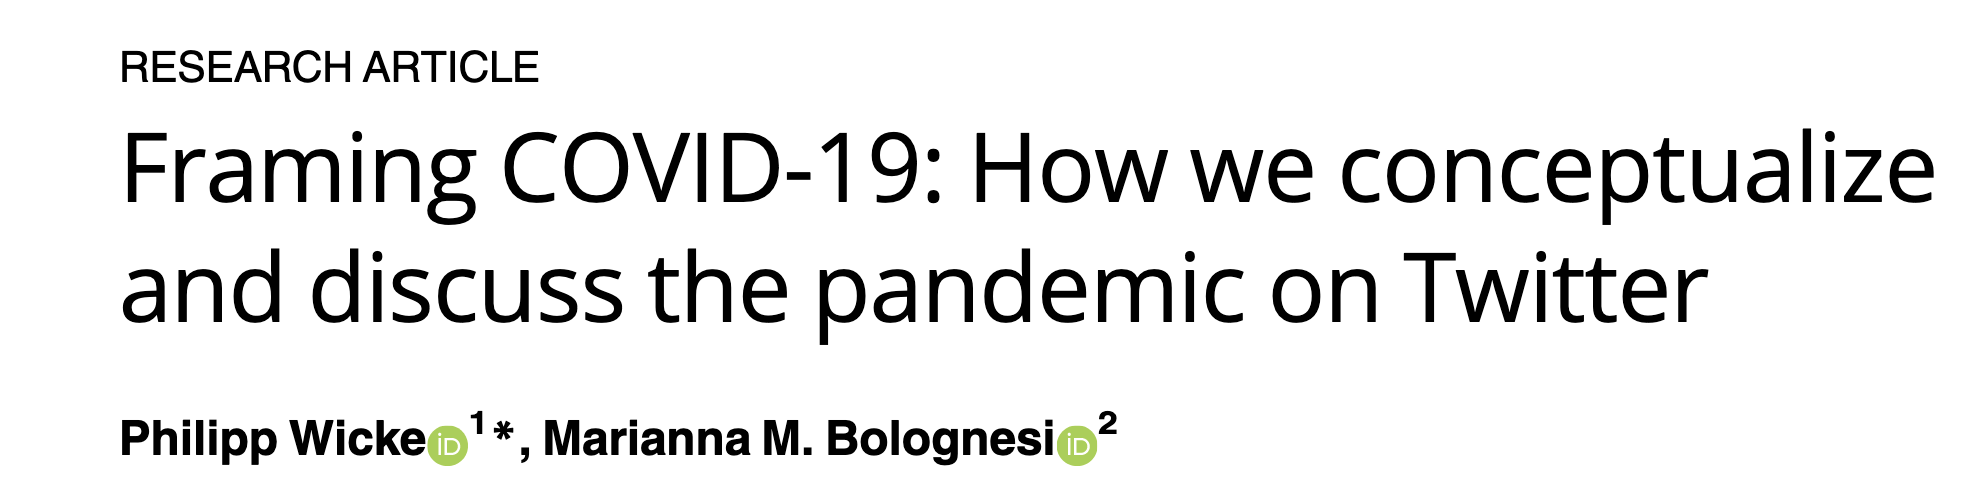 RESEARCH ARTICLE
Framing COVID-19: How we conceptualize
and discuss the pandemic on Twitter
Philipp Wicke iD 1*, Marianna M. Bolognesi iD 2